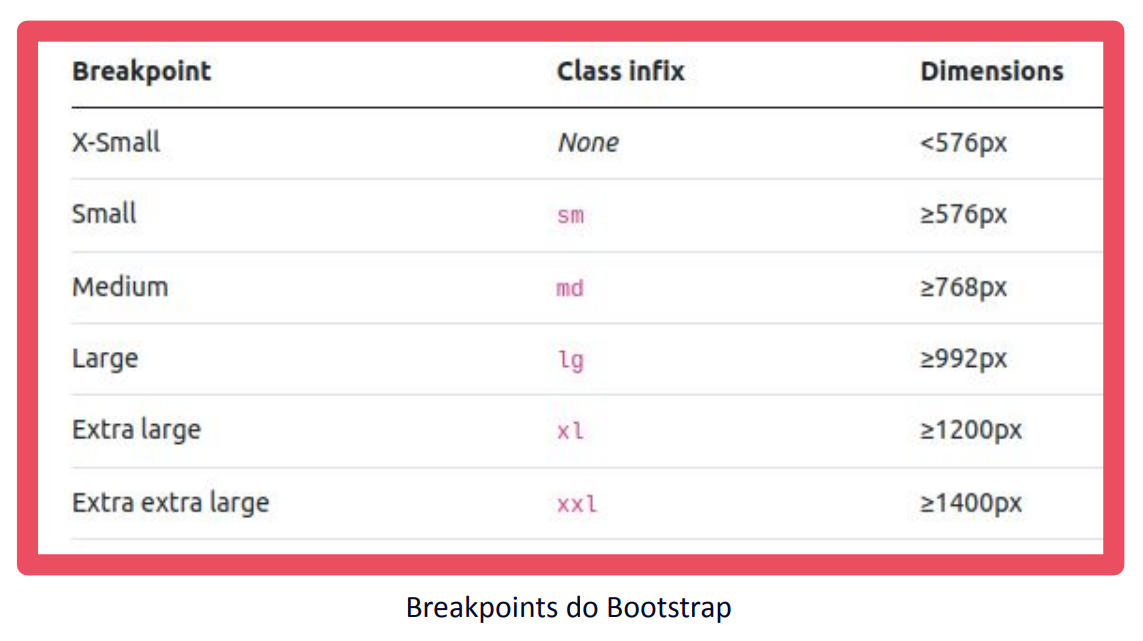 Breakpoint Class infix Dimensions
X-Small None <576px
Small sm ≥576px
Medium md ≥768px
Large lg ≥992px
Extra large xl ≥1200px
Extra extra large xxl ≥1400px
Breakpoints do Bootstrap